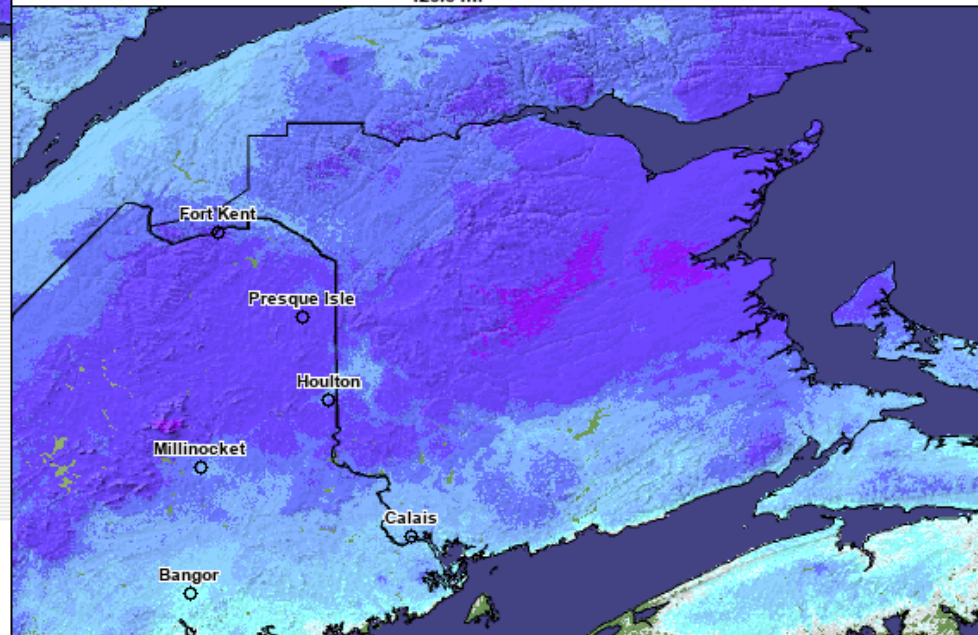 Fort Kent
Presque Isle
Houlton
Millinocket
Calais
Bangor